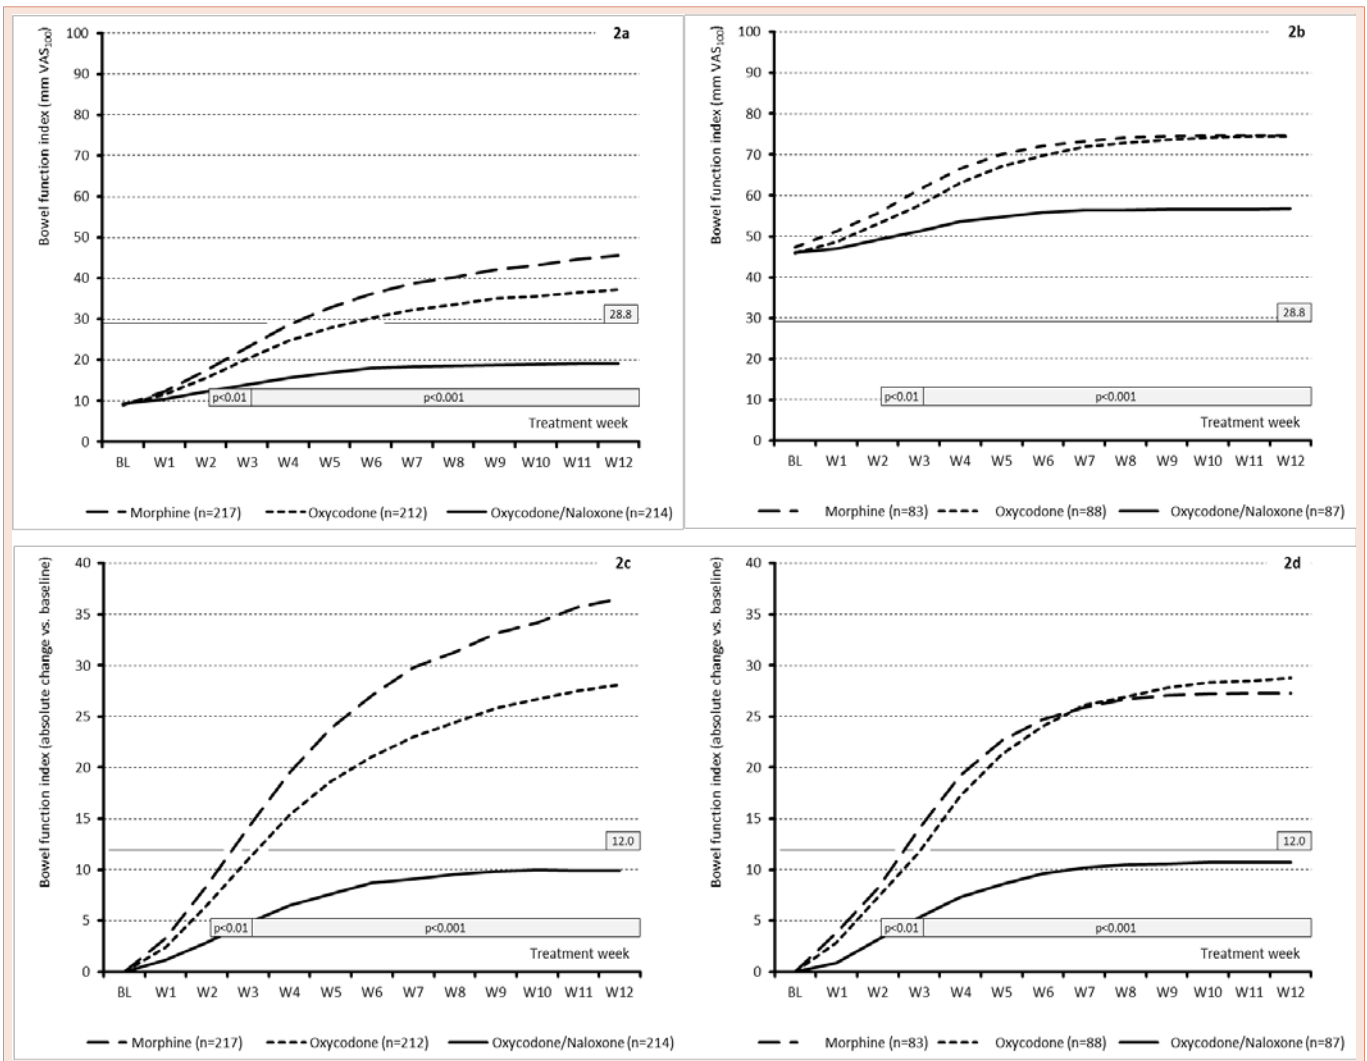 Bowel function index (mm VAS100)
2a
100
90
80
70
60
50
40
30
20
10
0
28.8
p<0.01
p<0.001
Treatment week
BL W1 W2 W3 W4 W5 W6 W7 W8 W9 W10 W11 W12
Morphine (n=217) Oxycodone (n=212) Oxycodone/Naloxone (n=214)
Bowel function index (mm VAS100)
2b
100
90
80
70
60
50
40
30
20
10
0
28.8
p<0.01
p<0.001
Treatment week
BL W1 W2 W3 W4 W5 W6 W7 W8 W9 W10 W11 W12
Morphine (n=83) Oxycodone (n=88) Oxycodone/Naloxone (n=87)
Bowel function index (absolute change vs. baseline)
2c
40
35
30
25
20
15
10
5
0
12.0
p<0.01
p<0.001
Treatment week
BL W1 W2 W3 W4 W5 W6 W7 W8 W9 W10 W11 W12
Morphine (n=217) Oxycodone (n=212) Oxycodone/Naloxone (n=214)
Bowel function index (absolute change vs. baseline)
2d
40
35
30
25
20
15
10
5
0
12.0
p<0.01
p<0.001
Treatment week
BL W1 W2 W3 W4 W5 W6 W7 W8 W9 W10 W11 W12
Morphine (n=83) Oxycodone (n=88) Oxycodone/Naloxone (n=87)